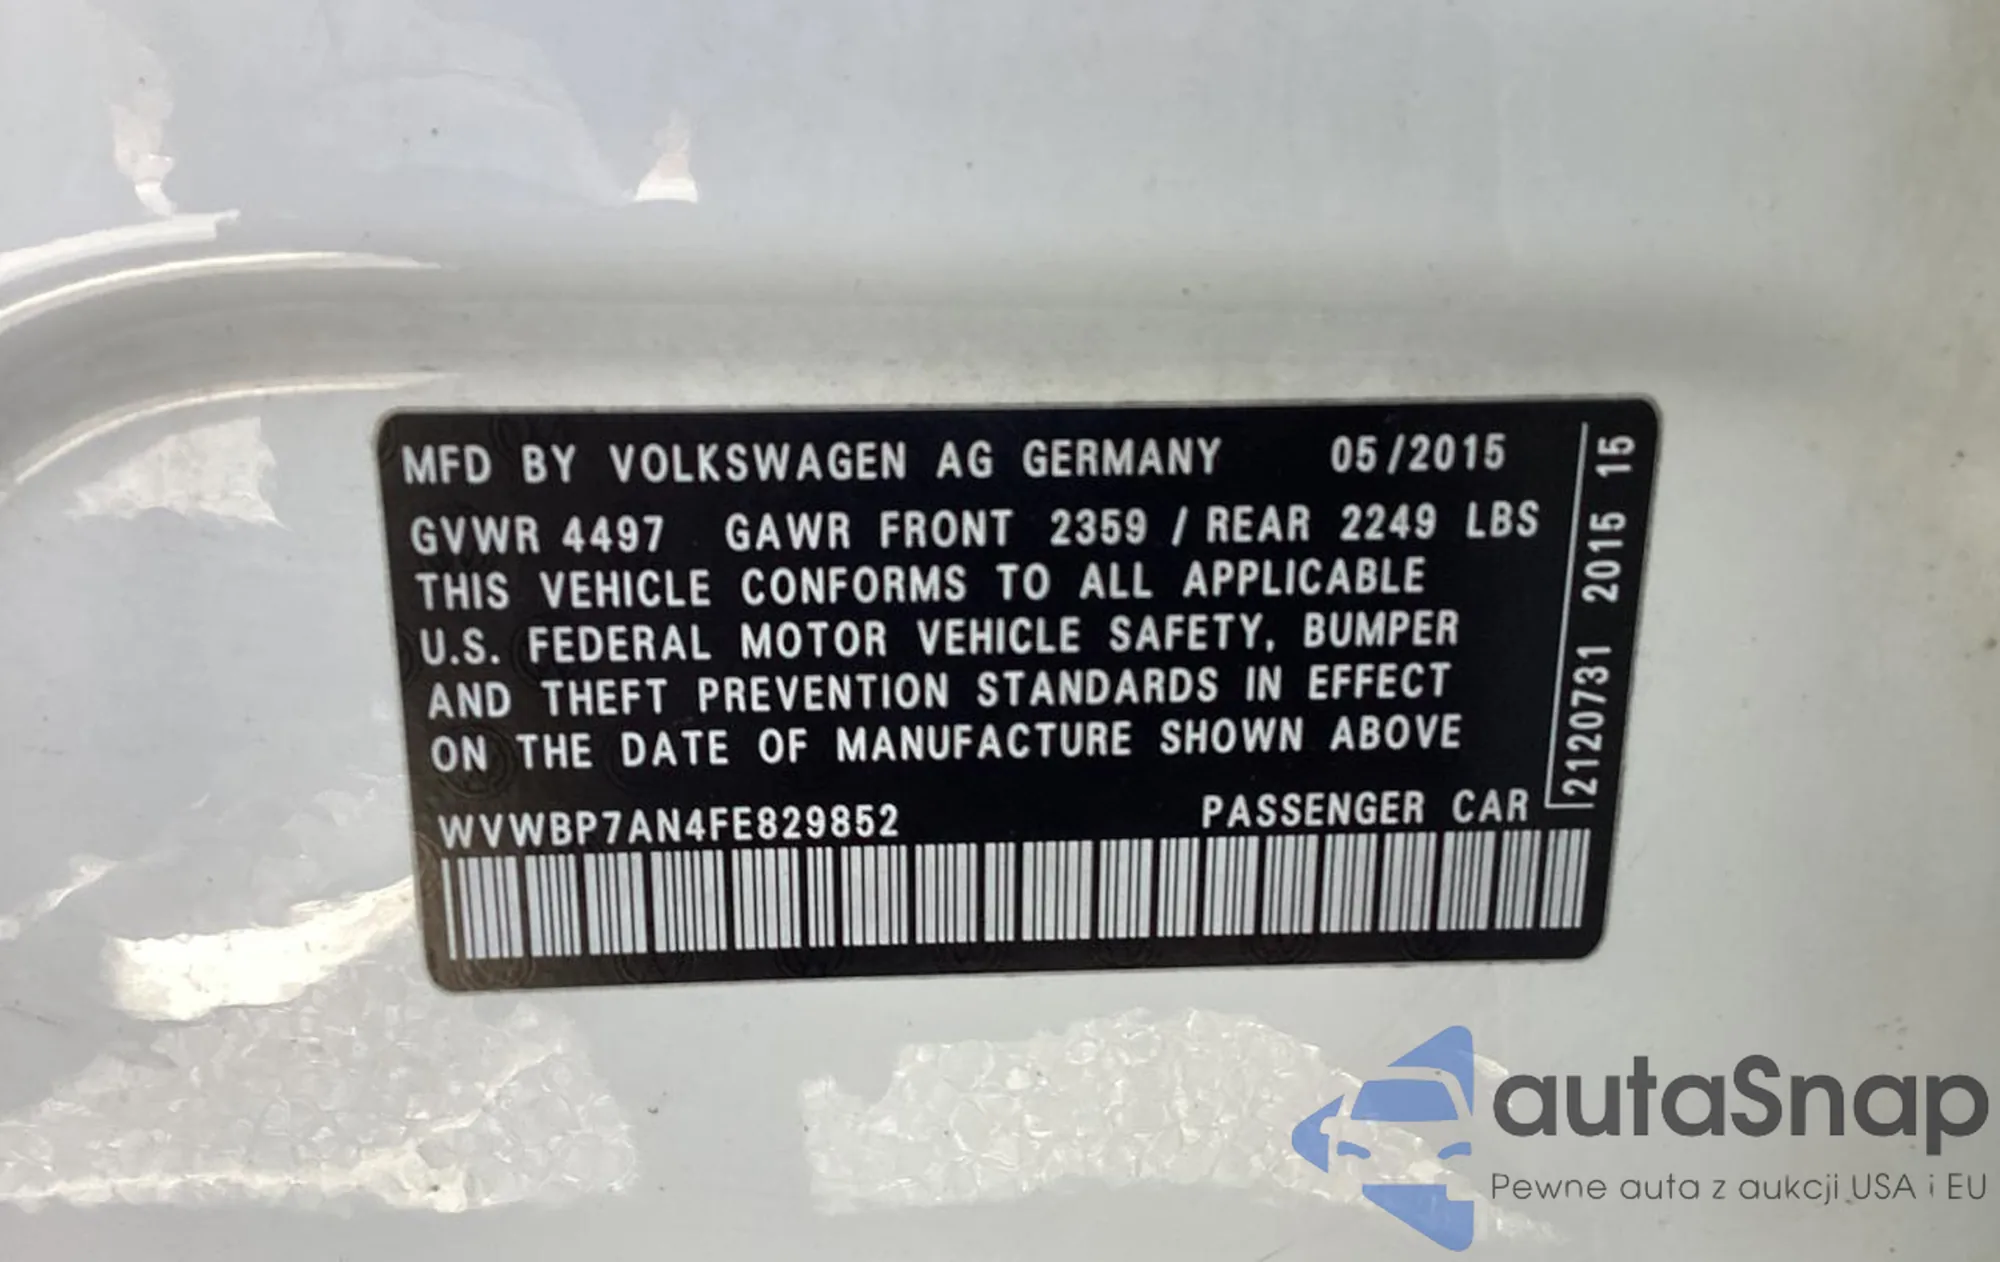 MFD BY VOLKSWAGEN AG GERMANY 05/2015
GVWR 4497 GAWR FRONT 2359 / REAR 2249 LBS
THIS VEHICLE CONFORMS TO ALL APPLICABLE
U.S. FEDERAL MOTOR VEHICLE SAFETY, BUMPER
AND THEFT PREVENTION STANDARDS IN EFFECT
ON THE DATE OF MANUFACTURE SHOWN ABOVE
WVWBP7AN4FE829852 PASSENGER CAR
2120731 2015 15
autaSnap
Pewne auta z aukcji USA i EU